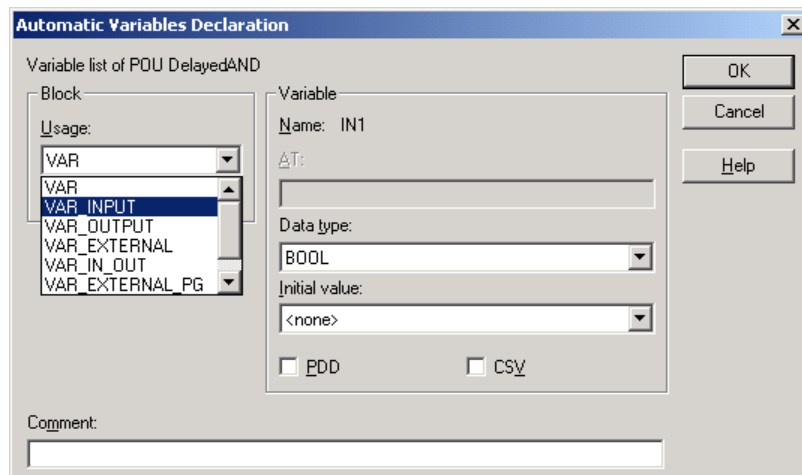 Automatic Variables Declaration
Variable list of POU DelayedAND
Block
Usage:
VAR
VAR
VAR_INPUT
VAR_OUTPUT
VAR_EXTERNAL
VAR_IN_OUT
VAR_EXTERNAL_PG
Variable
Name: IN1
AT:
Data type:
BOOL
Initial value:
<none>
PDD CSV
OK
Cancel
Help
Comment: